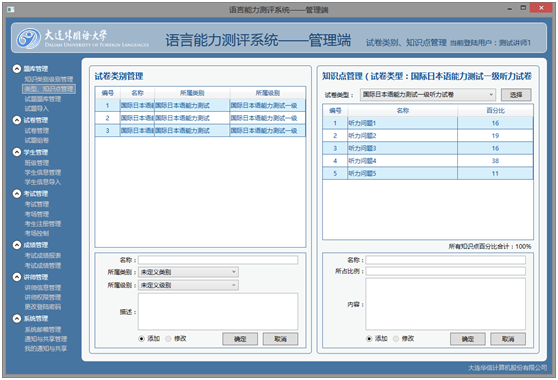 语言能力测评系统——管理端
大连外国语大学
DALIAN UNIVERSITY OF FOREIGN LANGUAGES
语言能力测评系统——管理端
试卷类别、知识点管理 当前登陆用户：测试讲师1
题库管理
知识类别级别管理
类型、知识点管理
试题题库管理
试题导入
试卷管理
试卷管理
试题组卷
学生管理
班级管理
学生信息管理
学生信息导入
考试管理
考试管理
考场管理
考生注册管理
考场控制
成绩管理
考试成绩报表
考试成绩管理
讲师管理
讲师信息管理
讲师权限管理
更改登陆密码
系统管理
系统邮箱管理
通知与共享管理
我的通知与共享
试卷类别管理
编号 名称 所属类别 所属级别
1 国际日本语能 国际日本语能力测试 国际日本语能力测试一级
2 国际日本语能 国际日本语能力测试 国际日本语能力测试一级
3 国际日本语能 国际日本语能力测试 国际日本语能力测试一级
名称：
所属类别： 未定义类别
所属级别： 未定义级别
描述：
添加 修改 确定 取消
知识点管理（ 试卷类型：国际日本语能力测试一级听力试卷
试卷类型： 国际日本语能力测试一级听力试卷 选择
编号 名称 百分比
1 听力问题1 16
2 听力问题2 19
3 听力问题3 16
4 听力问题4 38
5 听力问题5 11
所有知识点百分比合计：100%
名称：
所占比例：
内容：
添加 修改 确定 取消
大连华信计算机股份有限公司